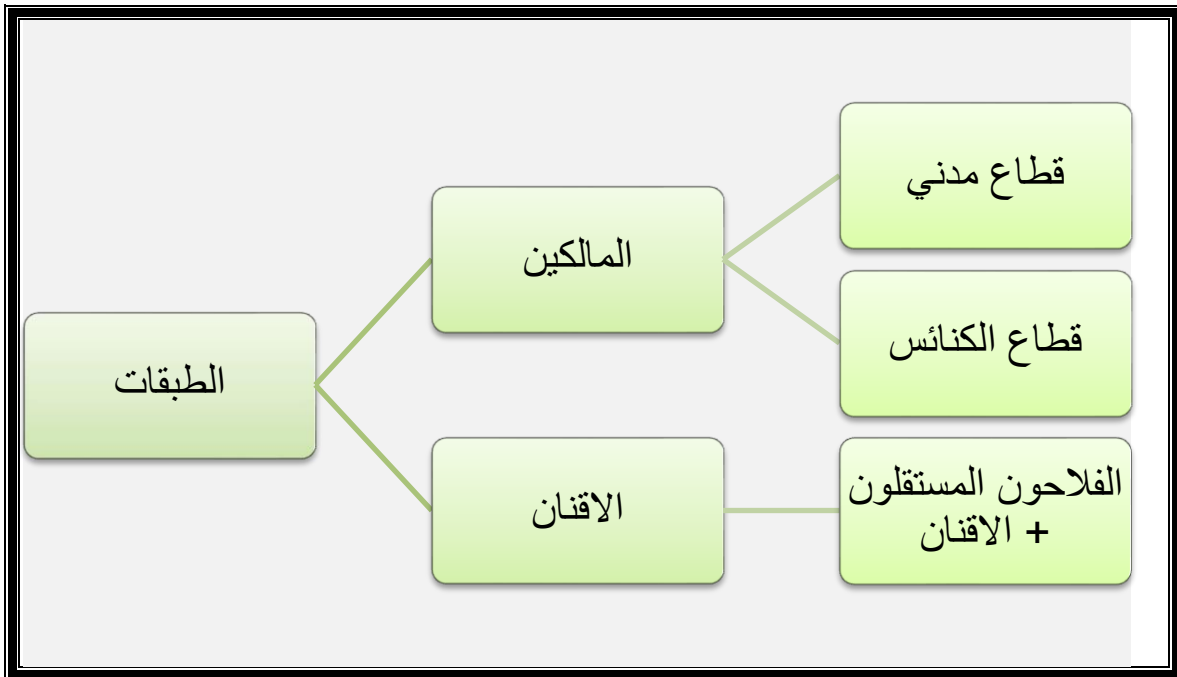 الطبقات
المالكين
قطاع مدني
قطاع الكنائس
الاقنان
الفلاحون المستقلون
+ الاقنان